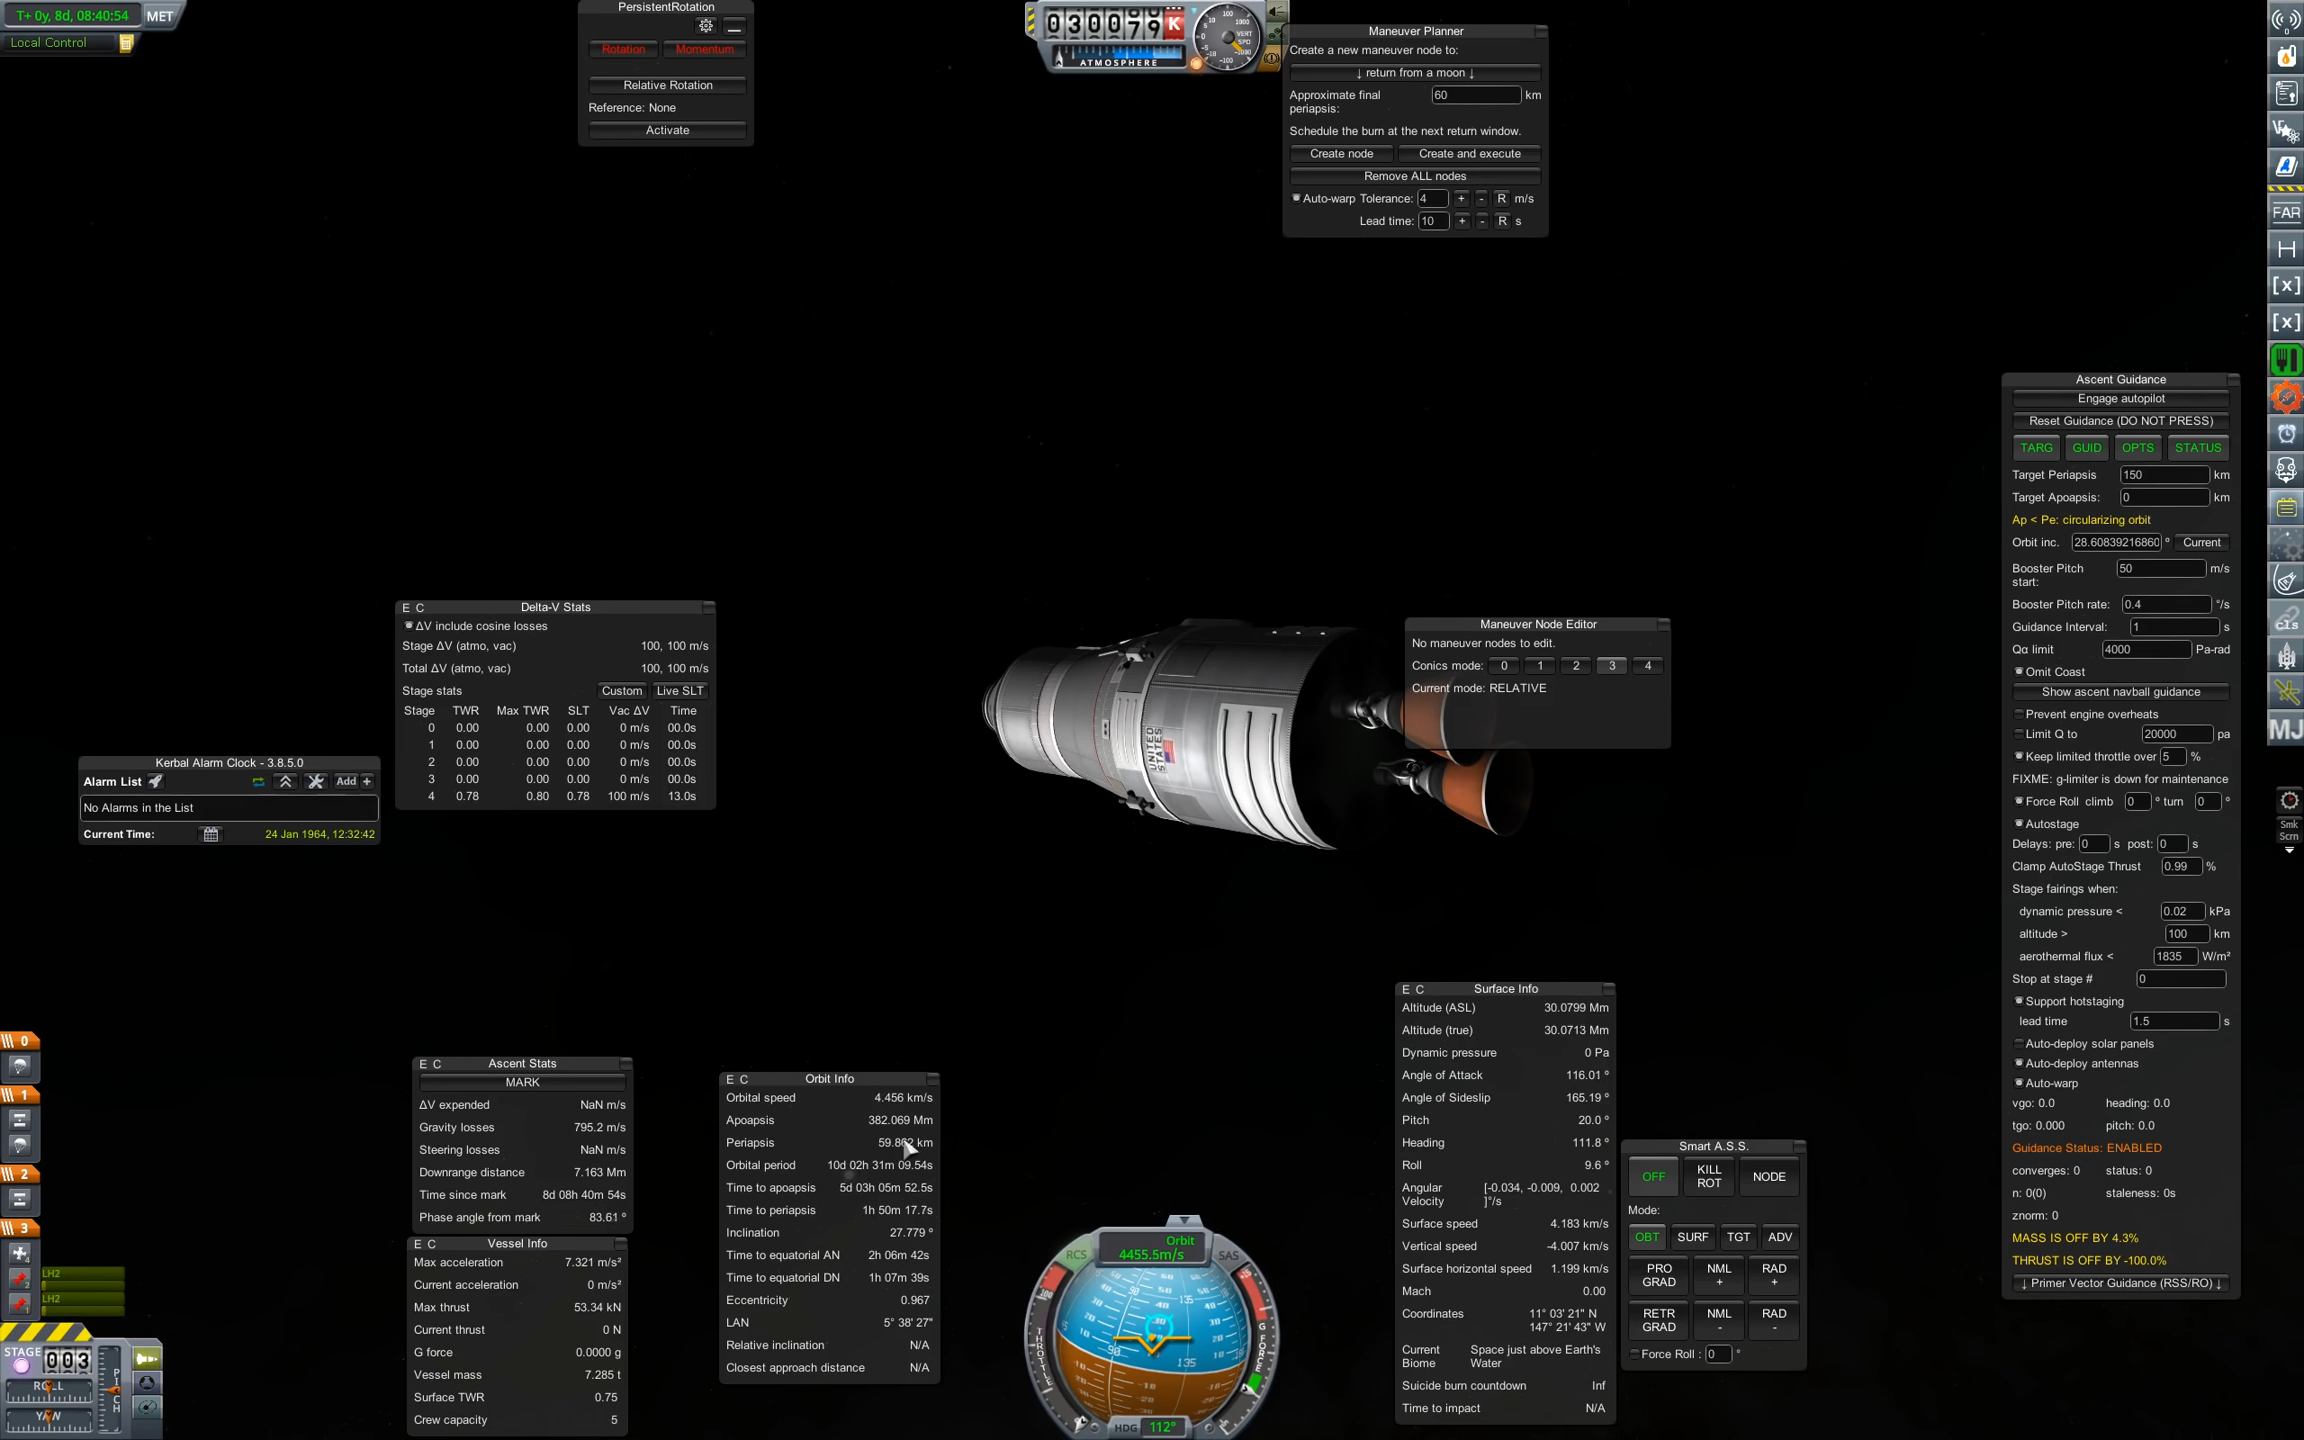 T+ 0y, 8d, 08:40:54 MET
Local Control
PersistentRotation
Rotation Momentum
Relative Rotation
Reference: None
Activate
030079 K
VERT SPD
ATMOSPHERE
Maneuver Planner
Create a new maneuver node to:
↓ return from a moon ↓
Approximate final periapsis: 60 km
Schedule the burn at the next return window.
Create node Create and execute
Remove ALL nodes
Auto-warp Tolerance: 4 + - R m/s
Lead time: 10 + - R s
FAR
[x]
[x]
cls
MJ
Smk
Scrn
Ascent Guidance
Engage autopilot
Reset Guidance (DO NOT PRESS)
TARG GUID OPTS STATUS
Target Periapsis 150 km
Target Apoapsis: 0 km
Ap < Pe: circularizing orbit
Orbit inc. 28.60839216860 ° Current
Booster Pitch start: 50 m/s
Booster Pitch rate: 0.4 °/s
Guidance Interval: 1 s
Qα limit 4000 Pa-rad
Omit Coast
Show ascent navball guidance
Prevent engine overheats
Limit Q to 20000 pa
Keep limited throttle over 5 %
FIXME: g-limiter is down for maintenance
Force Roll climb 0 ° turn 0 °
Autostage
Delays: pre: 0 s post: 0 s
Clamp AutoStage Thrust 0.99 %
Stage fairings when:
dynamic pressure < 0.02 kPa
altitude > 100 km
aerothermal flux < 1835 W/m²
Stop at stage # 0
Support hotstaging
lead time 1.5 s
Auto-deploy solar panels
Auto-deploy antennas
Auto-warp
vgo: 0.0 heading: 0.0
tgo: 0.000 pitch: 0.0
Guidance Status: ENABLED
converges: 0 status: 0
n: 0(0) staleness: 0s
znorm: 0
MASS IS OFF BY 4.3%
THRUST IS OFF BY -100.0%
↓ Primer Vector Guidance (RSS/RO) ↓
E C Delta-V Stats
ΔV include cosine losses
Stage ΔV (atmo, vac) 100, 100 m/s
Total ΔV (atmo, vac) 100, 100 m/s
Stage stats Custom Live SLT
Stage TWR Max TWR SLT Vac ΔV Time
0 0.00 0.00 0.00 0 m/s 00.0s
1 0.00 0.00 0.00 0 m/s 00.0s
2 0.00 0.00 0.00 0 m/s 00.0s
3 0.00 0.00 0.00 0 m/s 00.0s
4 0.78 0.80 0.78 100 m/s 13.0s
UNITED
STATES
Maneuver Node Editor
No maneuver nodes to edit.
Conics mode: 0 1 2 3 4
Current mode: RELATIVE
Kerbal Alarm Clock - 3.8.5.0
Alarm List Add +
No Alarms in the List
Current Time: 24 Jan 1964, 12:32:42
E C Ascent Stats
MARK
ΔV expended NaN m/s
Gravity losses 795.2 m/s
Steering losses NaN m/s
Downrange distance 7.163 Mm
Time since mark 8d 08h 40m 54s
Phase angle from mark 83.61 °
E C Vessel Info
Max acceleration 7.321 m/s²
Current acceleration 0 m/s²
Max thrust 53.34 kN
Current thrust 0 N
G force 0.0000 g
Vessel mass 7.285 t
Surface TWR 0.75
Crew capacity 5
E C Orbit Info
Orbital speed 4.456 km/s
Apoapsis 382.069 Mm
Periapsis 59.862 km
Orbital period 10d 02h 31m 09.54s
Time to apoapsis 5d 03h 05m 52.5s
Time to periapsis 1h 50m 17.7s
Inclination 27.779 °
Time to equatorial AN 2h 06m 42s
Time to equatorial DN 1h 07m 39s
Eccentricity 0.967
LAN 5° 38' 27"
Relative inclination N/A
Closest approach distance N/A
E C Surface Info
Altitude (ASL) 30.0799 Mm
Altitude (true) 30.0713 Mm
Dynamic pressure 0 Pa
Angle of Attack 116.01 °
Angle of Sideslip 165.19 °
Pitch 20.0 °
Heading 111.8 °
Roll 9.6 °
Angular Velocity [-0.034, -0.009, 0.002 ]°/s
Surface speed 4.183 km/s
Vertical speed -4.007 km/s
Surface horizontal speed 1.199 km/s
Mach 0.00
Coordinates 11° 03' 21" N
147° 21' 43" W
Current Biome Space just above Earth's Water
Suicide burn countdown Inf
Time to impact N/A
Smart A.S.S.
OFF KILL ROT NODE
Mode:
OBT SURF TGT ADV
PRO GRAD NML + RAD +
RETR GRAD NML - RAD -
Force Roll : 0 °
0
1
2
3
LH2
LH2
STAGE 003
ROLL
YAW
PITCH
Orbit
RCS 4455.5m/s SAS
THROTTLE
G FORCE
HDG 112°